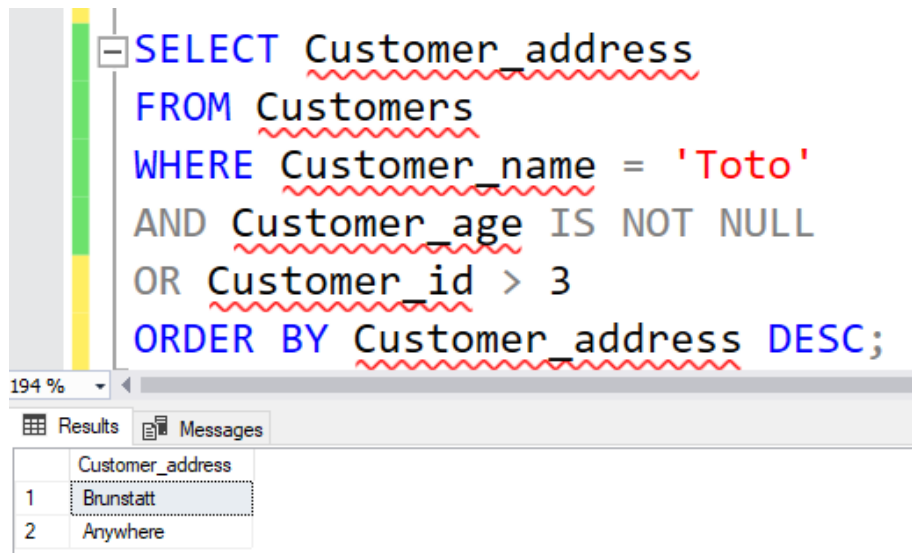 SELECT Customer_address
FROM Customers
WHERE Customer_name = 'Toto'
AND Customer_age IS NOT NULL
OR Customer_id > 3
ORDER BY Customer_address DESC;
194 %
Results Messages
Customer_address
1 Brunstatt
2 Anywhere